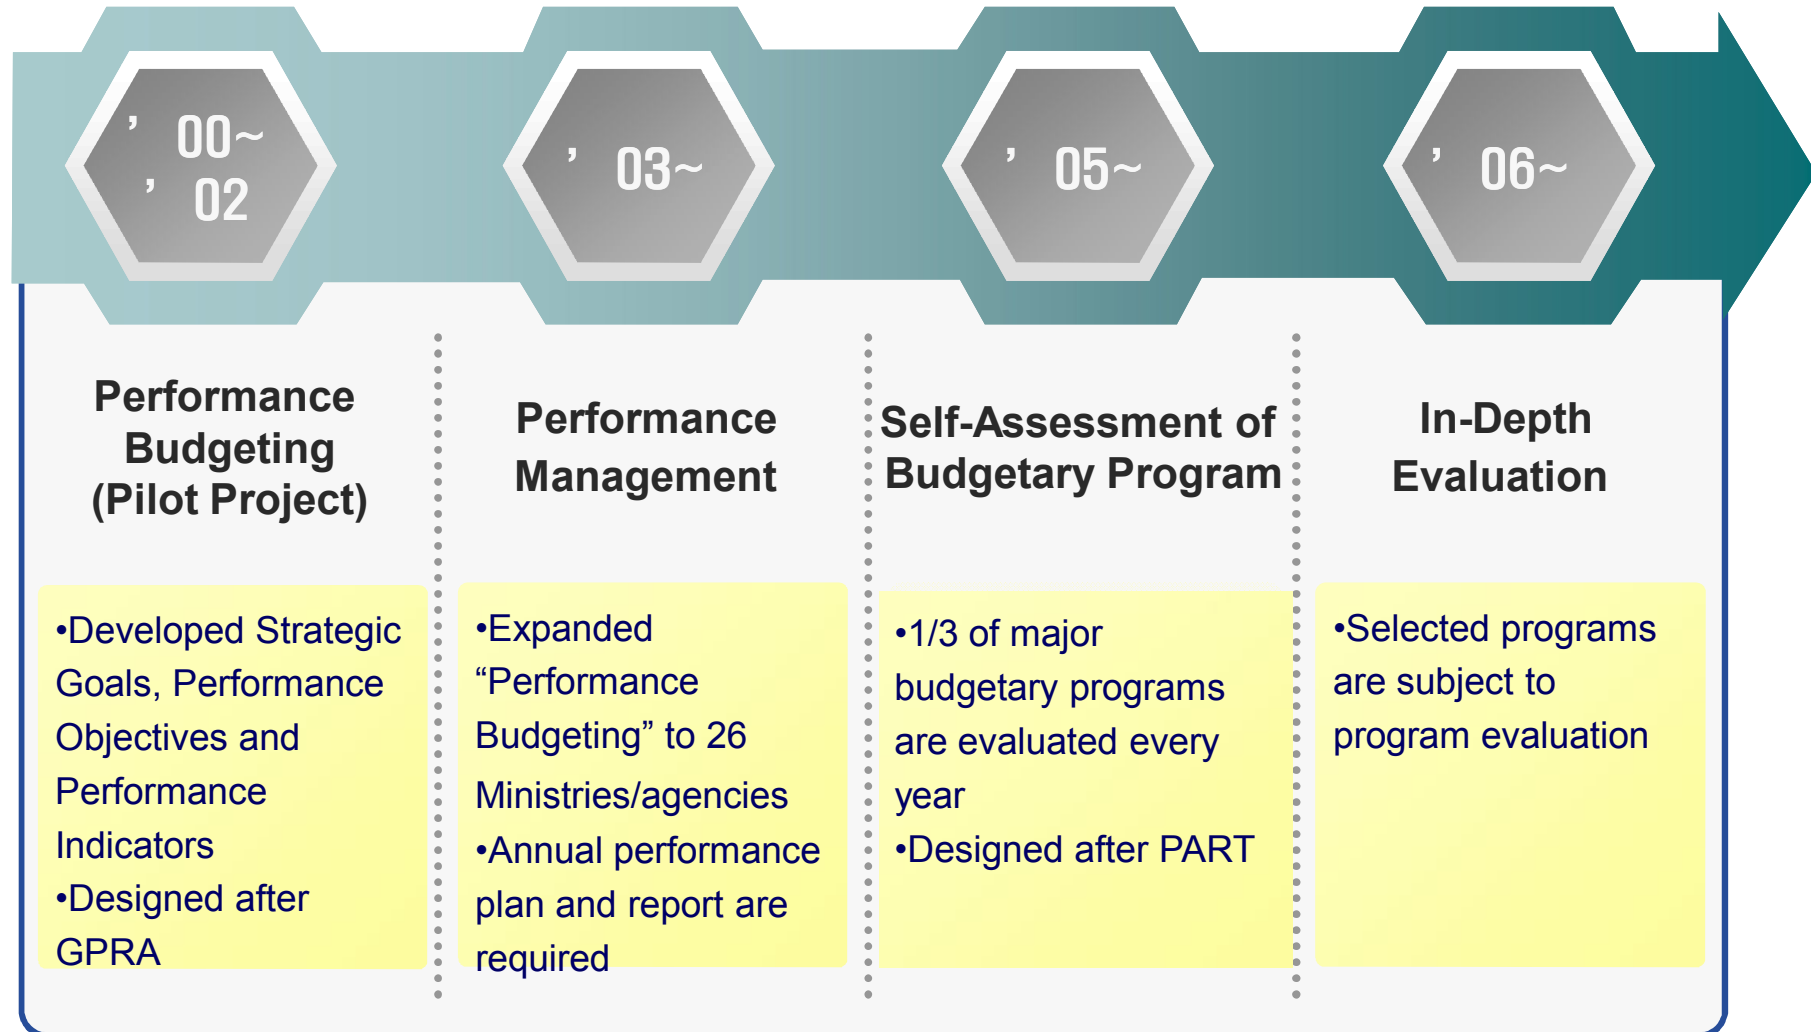 ’ 00~
’ 02
’ 03~
’ 05~
’ 06~
Performance
Budgeting
(Pilot Project)
Performance
Management
Self-Assessment of
Budgetary Program
In-Depth
Evaluation
•Developed Strategic
Goals, Performance
Objectives and
Performance
Indicators
•Designed after
GPRA
•Expanded
“Performance
Budgeting” to 26
Ministries/agencies
•Annual performance
plan and report are
required
•1/3 of major
budgetary programs
are evaluated every
year
•Designed after PART
•Selected programs
are subject to
program evaluation